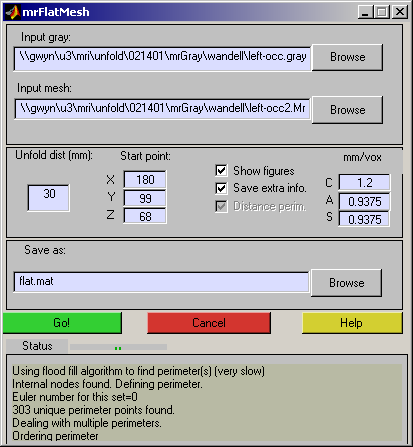 mrFlatMesh
Input gray:
\\gwyn\u3\mri\unfold\021401\mrGray\wandell\left-occ.gray
Browse
Input mesh:
\\gwyn\u3\mri\unfold\021401\mrGray\wandell\left-occ2.Mr
Browse
Unfold dist (mm):
30
Start point:
X 180
Y 99
Z 68
Show figures
Save extra info.
Distance perim.
mm/vox
C 1.2
A 0.9375
S 0.9375
Save as:
flat.mat
Browse
Go!
Cancel
Help
Status
Using flood fill algorithm to find perimeter(s) (very slow)
Internal nodes found. Defining perimeter.
Euler number for this set=0
303 unique perimeter points found.
Dealing with multiple perimeters.
Ordering perimeter